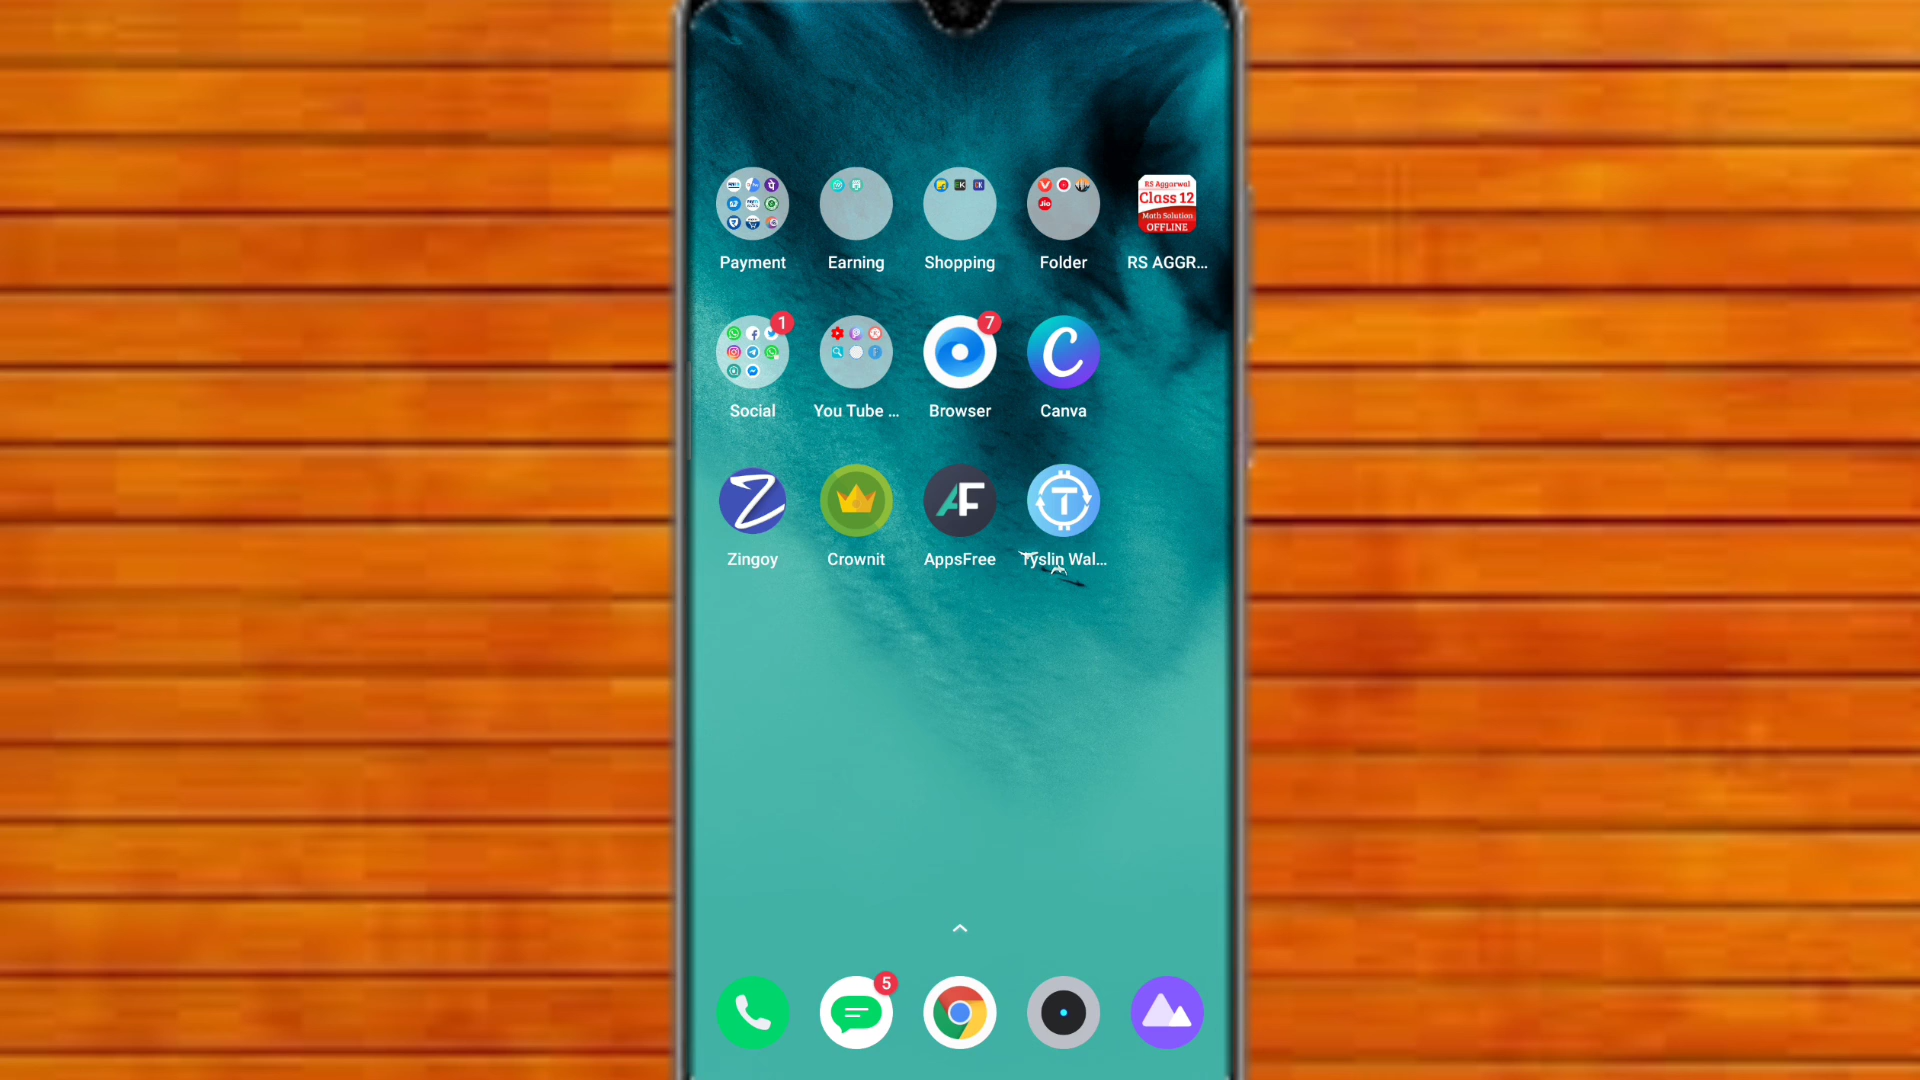 Payment Earning Shopping Folder RS AGGR...
RS Aggarwal
Class 12
Math Solution
OFFLINE
Jio
1
7
Social You Tube ... Browser Canva
Zingoy Crownit AppsFree Tyslin Wal...
5